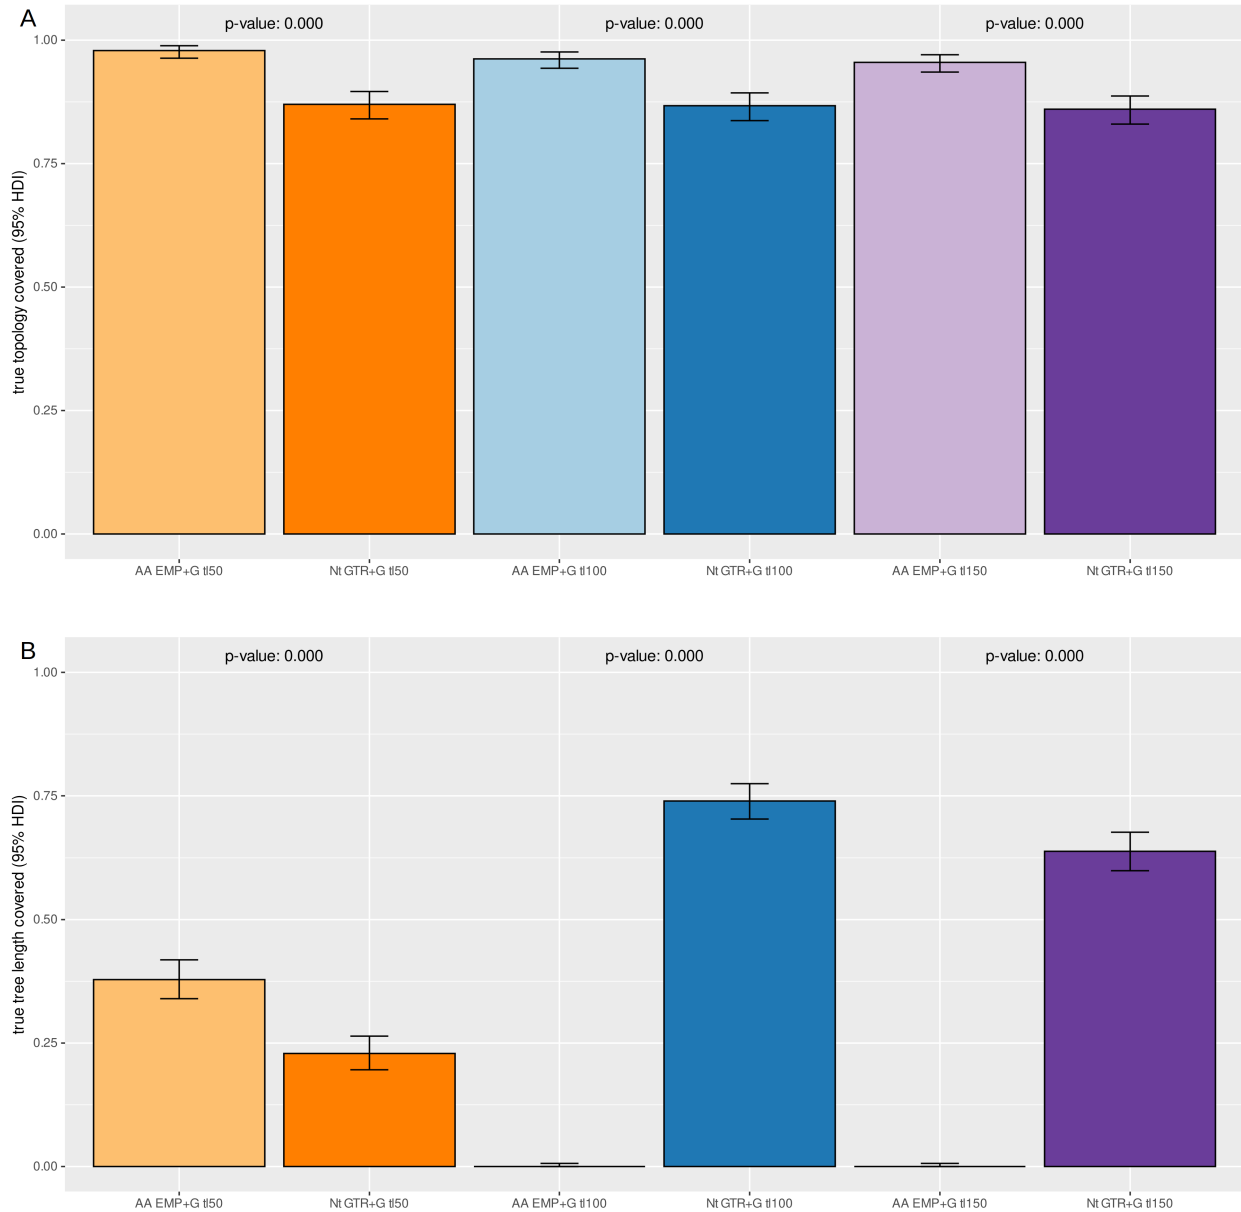 A
p-value: 0.000 p-value: 0.000 p-value: 0.000
true topology covered (95% HDI)
1.00
0.75
0.50
0.25
0.00
AA EMP+G tl50 Nt GTR+G tl50 AA EMP+G tl100 Nt GTR+G tl100 AA EMP+G tl150 Nt GTR+G tl150
B
p-value: 0.000 p-value: 0.000 p-value: 0.000
true tree length covered (95% HDI)
1.00
0.75
0.50
0.25
0.00
AA EMP+G tl50 Nt GTR+G tl50 AA EMP+G tl100 Nt GTR+G tl100 AA EMP+G tl150 Nt GTR+G tl150